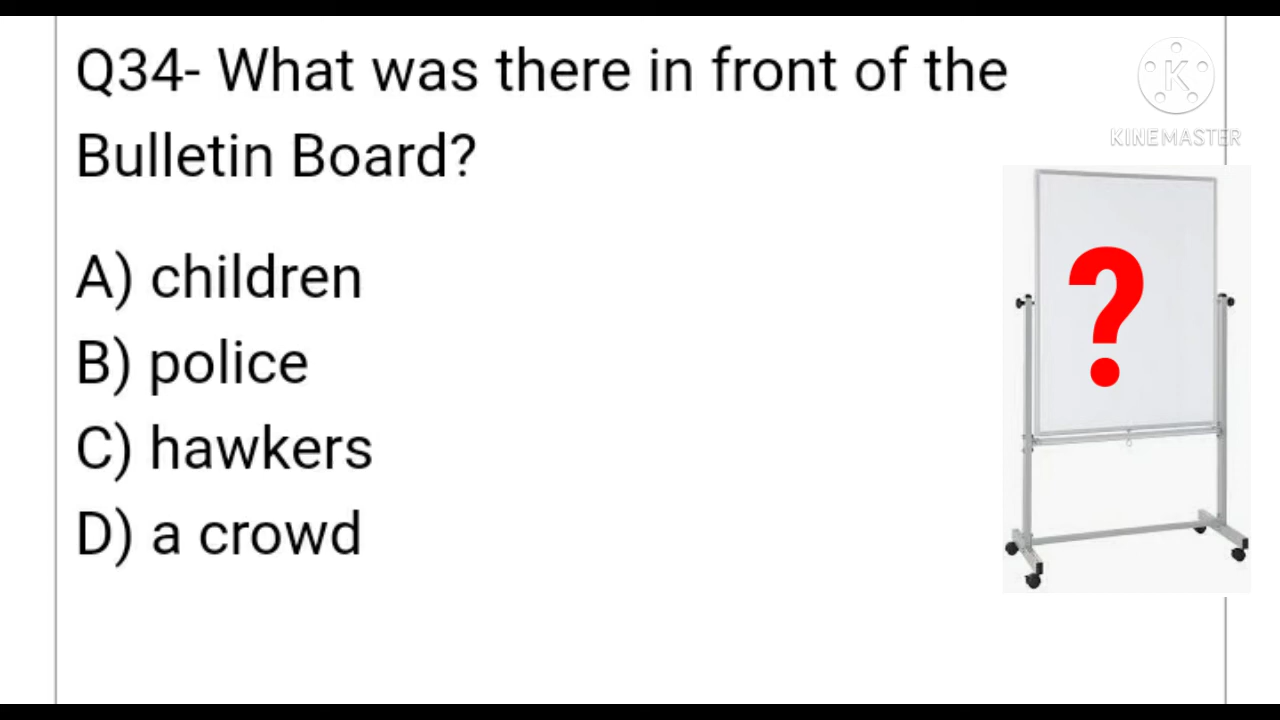 Q34- What was there in front of the
Bulletin Board?
K
KINEMASTER
?
A) children
B) police
C) hawkers
D) a crowd